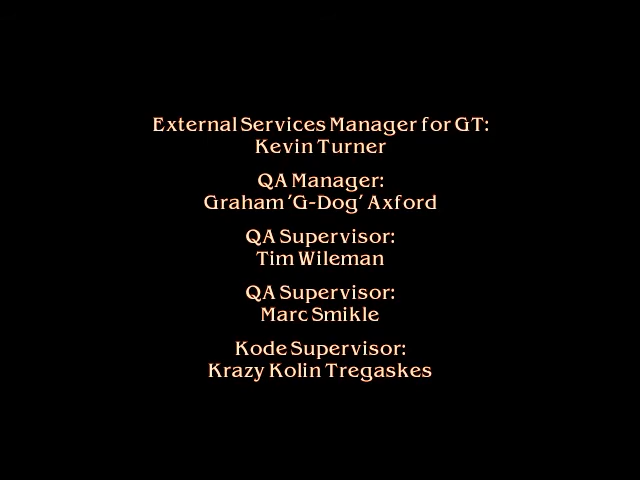 External Services Manager for GT:
Kevin Turner
QA Manager:
Graham 'G-Dog' Axford
QA Supervisor:
Tim Wileman
QA Supervisor:
Marc Smikle
Kode Supervisor:
Krazy Kolin Tregaskes